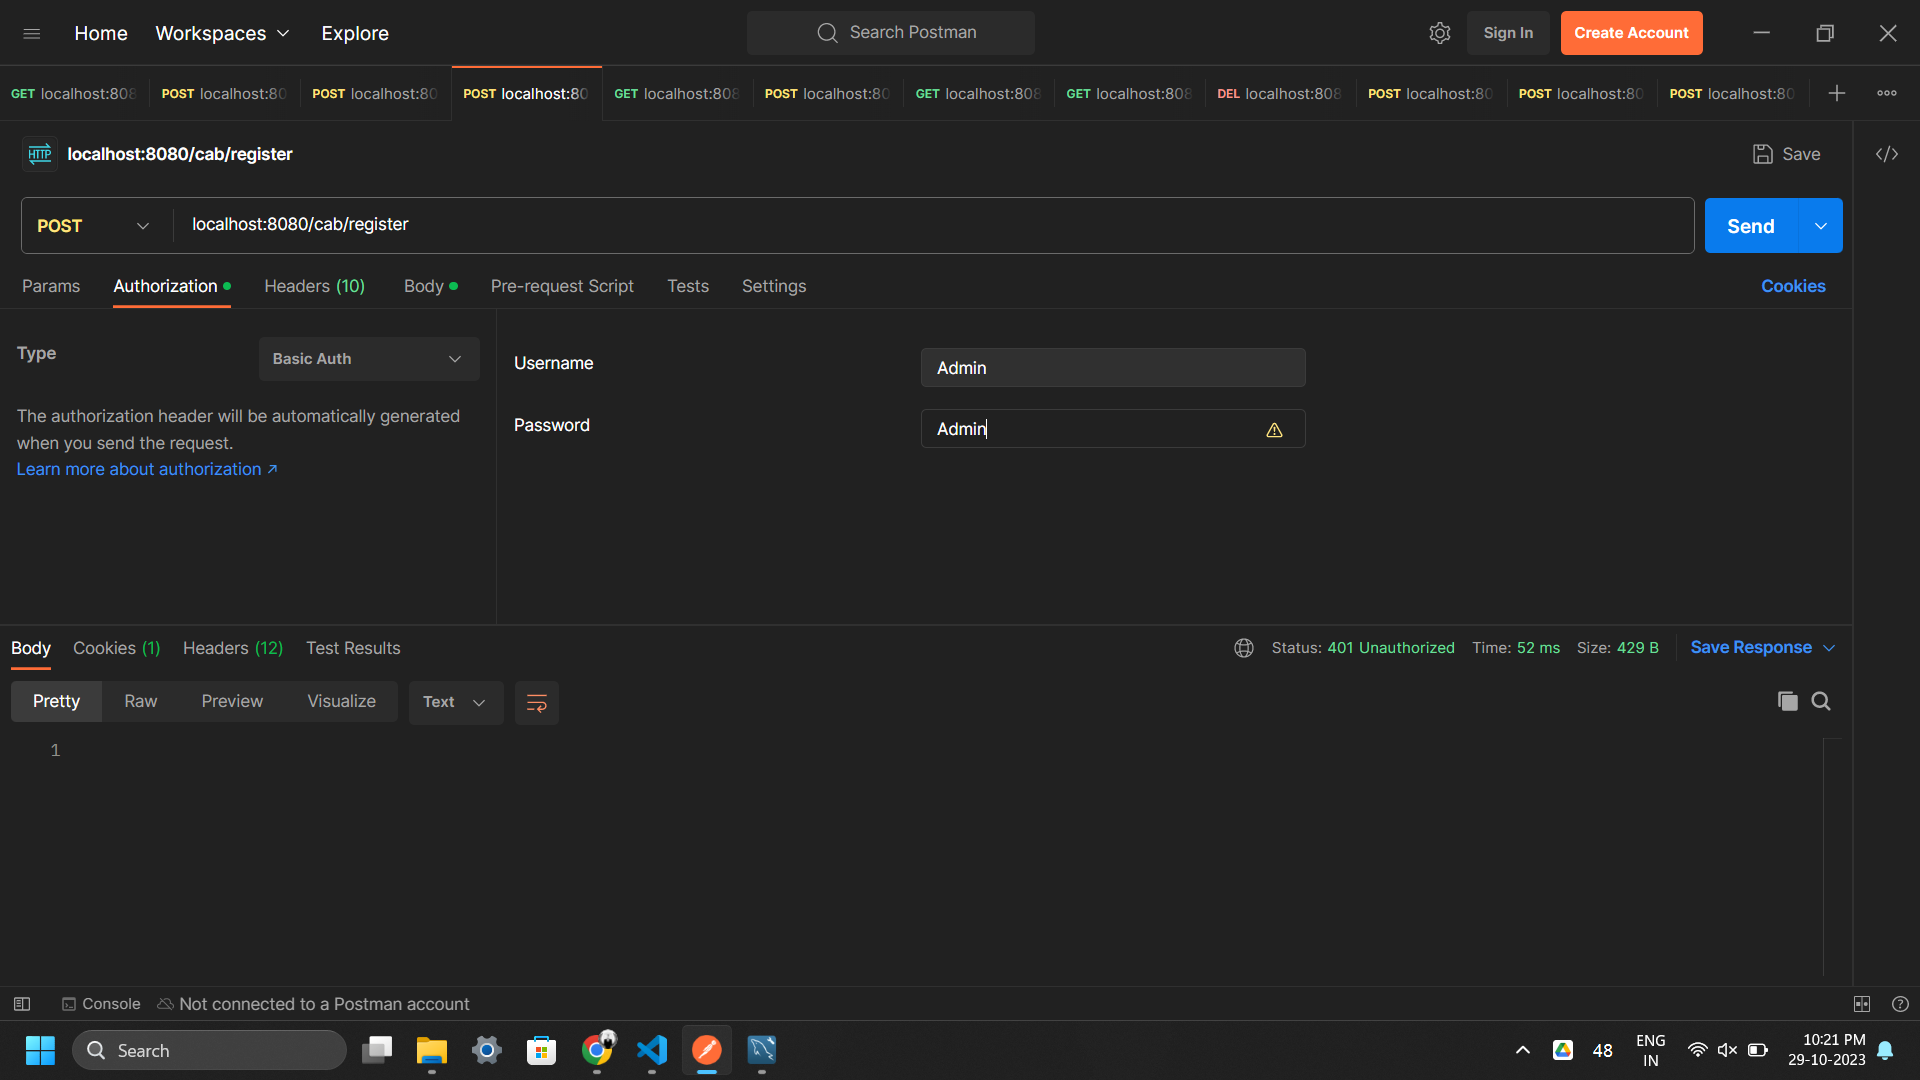 Home Workspaces Explore Search Postman Sign In Create Account
GET localhost:808 POST localhost:80 POST localhost:80 POST localhost:80 GET localhost:808 POST localhost:80 GET localhost:808 GET localhost:808 DEL localhost:808 POST localhost:80 POST localhost:80 POST localhost:80
HTTP localhost:8080/cab/register Save </>
POST localhost:8080/cab/register Send
Params Authorization Headers (10) Body Pre-request Script Tests Settings Cookies
Type Basic Auth
The authorization header will be automatically generated
when you send the request.
Learn more about authorization ↗
Username Admin
Password Admin
Body Cookies (1) Headers (12) Test Results Status: 401 Unauthorized Time: 52 ms Size: 429 B Save Response
Pretty Raw Preview Visualize Text
1
Console Not connected to a Postman account
Search 48 ENG IN 10:21 PM 29-10-2023